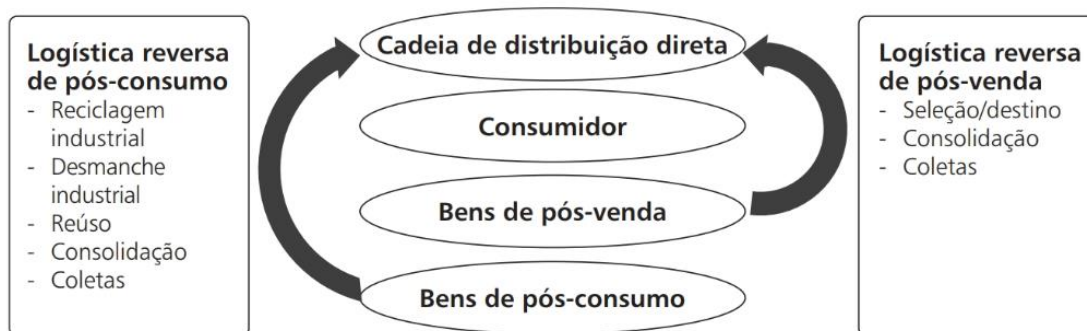 Logística reversa
de pós-consumo
- Reciclagem
industrial
- Desmanche
industrial
- Reúso
- Consolidação
- Coletas
Cadeia de distribuição direta
Consumidor
Bens de pós-venda
Bens de pós-consumo
Logística reversa
de pós-venda
- Seleção/destino
- Consolidação
- Coletas